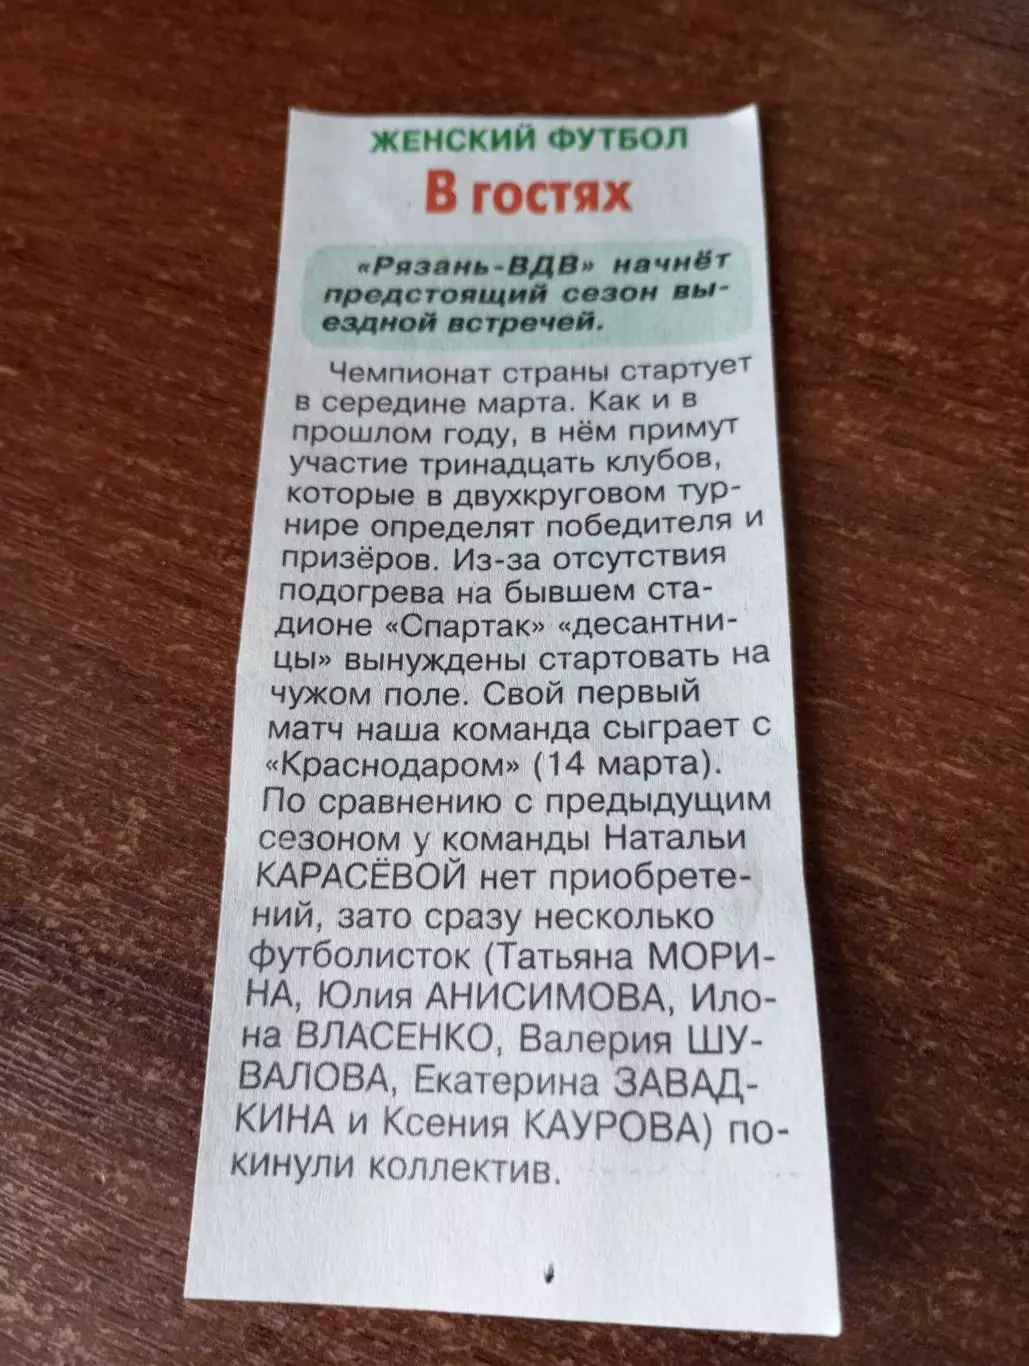 ЖЕНСКИЙ ФУТБОЛ
В гостях
«Рязань-ВДВ» начнёт
предстоящий сезон вы-
ездной встречей.
Чемпионат страны стартует
в середине марта. Как и в
прошлом году, в нём примут
участие тринадцать клубов,
которые в двухкруговом тур-
нире определят победителя и
призёров. Из-за отсутствия
подогрева на бывшем ста-
дионе «Спартак» «десантни-
цы» вынуждены стартовать на
чужом поле. Свой первый
матч наша команда сыграет с
«Краснодаром» (14 марта).
По сравнению с предыдущим
сезоном у команды Натальи
КАРАСЁВОЙ нет приобрете-
ний, зато сразу несколько
футболисток (Татьяна МОРИ-
НА, Юлия АНИСИМОВА, Ило-
на ВЛАСЕНКО, Валерия ШУ-
ВАЛОВА, Екатерина ЗАВАД-
КИНА и Ксения КАУРОВА) по-
кинули коллектив.